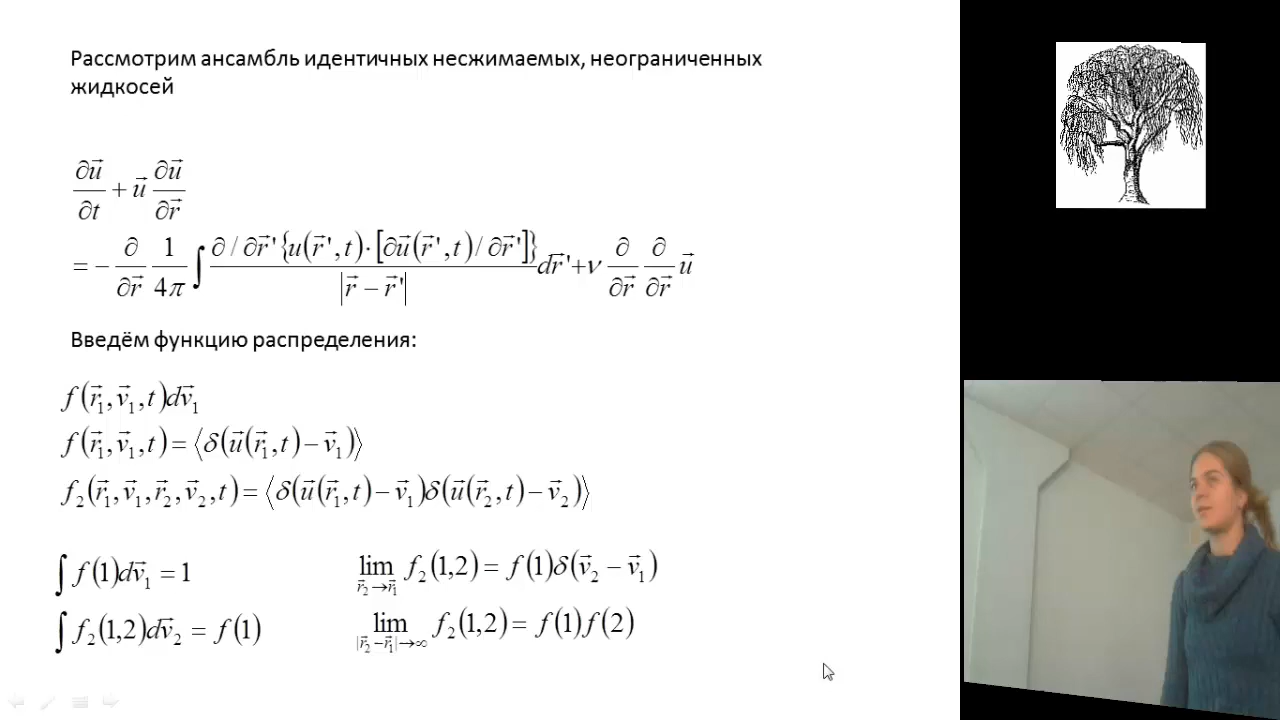 Рассмотрим ансамбль идентичных несжимаемых, неограниченных
жидкосей
∂u⃗/∂t + u⃗ ∂u⃗/∂r⃗
= − ∂/∂r⃗ 1/4π ∫ ∂/∂r⃗'{u(r⃗',t)·[∂u⃗(r⃗',t)/∂r⃗']}/|r⃗ − r⃗'| dr⃗' + ν ∂/∂r⃗ ∂/∂r⃗ u⃗
Введём функцию распределения:
f(r⃗₁,v⃗₁,t)dv⃗₁
f(r⃗₁,v⃗₁,t) = ⟨δ(u⃗(r⃗₁,t) − v⃗₁)⟩
f₂(r⃗₁,v⃗₁,r⃗₂,v⃗₂,t) = ⟨δ(u⃗(r⃗₁,t) − v⃗₁)δ(u⃗(r⃗₂,t) − v⃗₂)⟩
∫ f(1)dv⃗₁ = 1
∫ f₂(1,2)dv⃗₂ = f(1)
lim r⃗₂→r⃗₁ f₂(1,2) = f(1)δ(v⃗₂ − v⃗₁)
lim |r⃗₂−r⃗₁|→∞ f₂(1,2) = f(1)f(2)